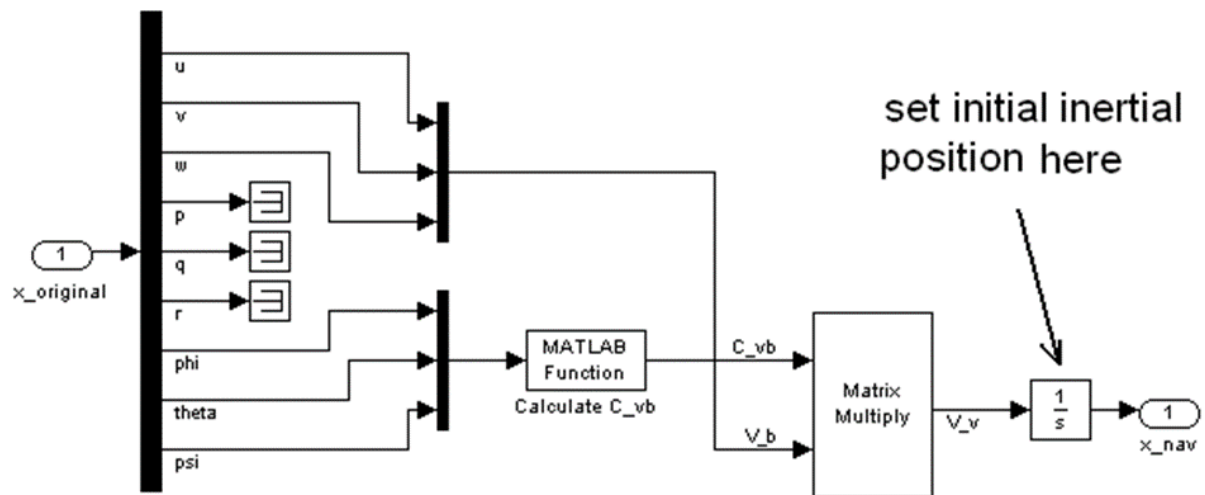 u
v
w
p
q
r
phi
theta
psi
1
x_original
MATLAB
Function
Calculate C_vb
C_vb
V_b
Matrix
Multiply
V_v
set initial inertial
position here
1
s
1
x_nav